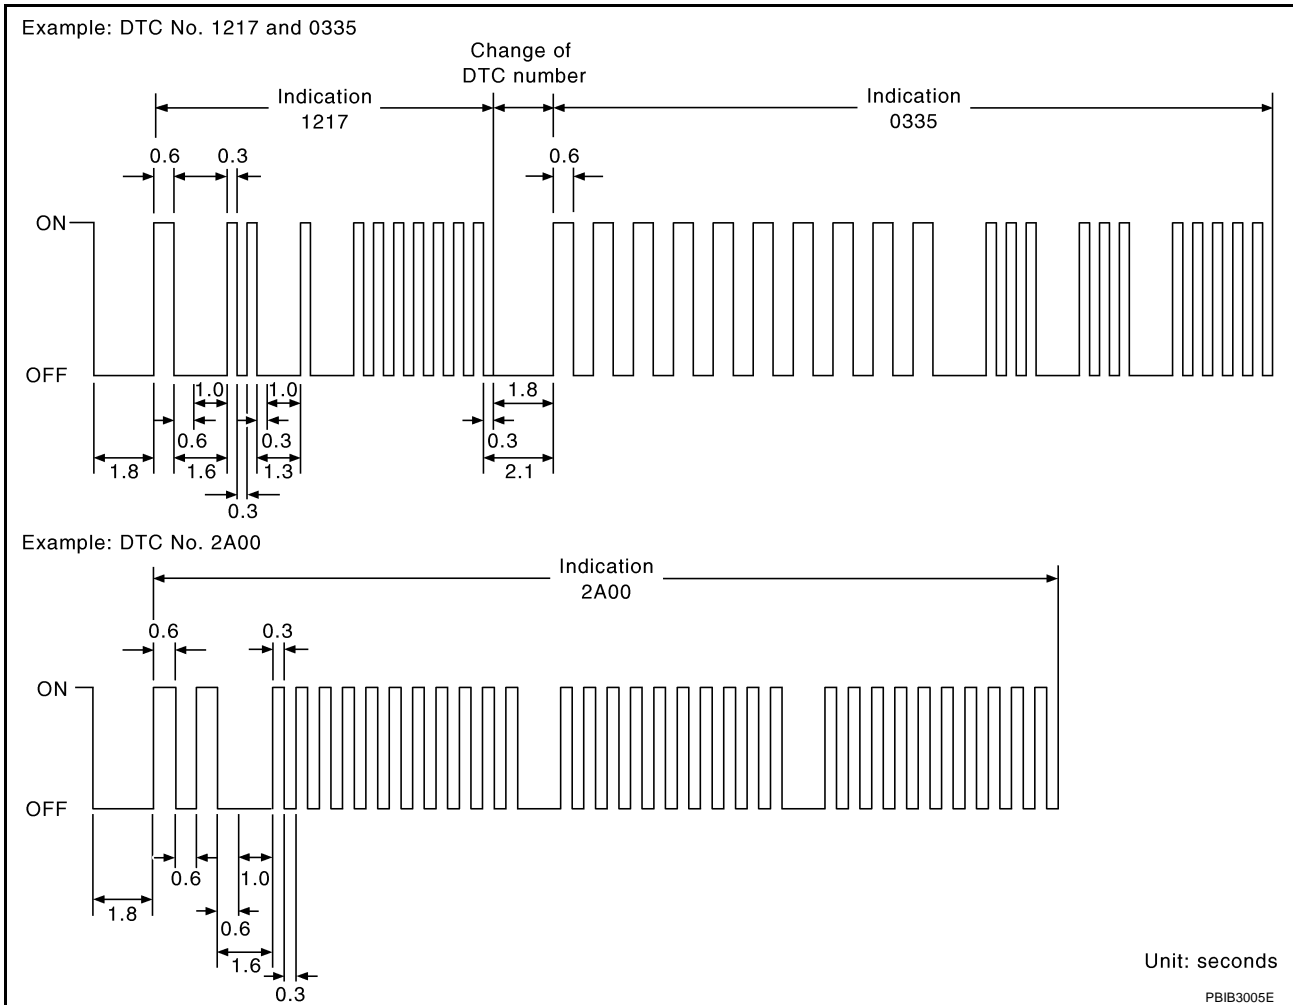 Example: DTC No. 1217 and 0335
Change of
DTC number
Indication
1217
Indication
0335
0.6
0.3
0.6
ON
OFF
1.0
1.0
1.8
0.6
0.3
0.3
1.8
1.6
1.3
2.1
0.3
Example: DTC No. 2A00
Indication
2A00
0.6
0.3
ON
OFF
0.6
1.0
1.8
0.6
1.6
0.3
Unit: seconds
PBIB3005E